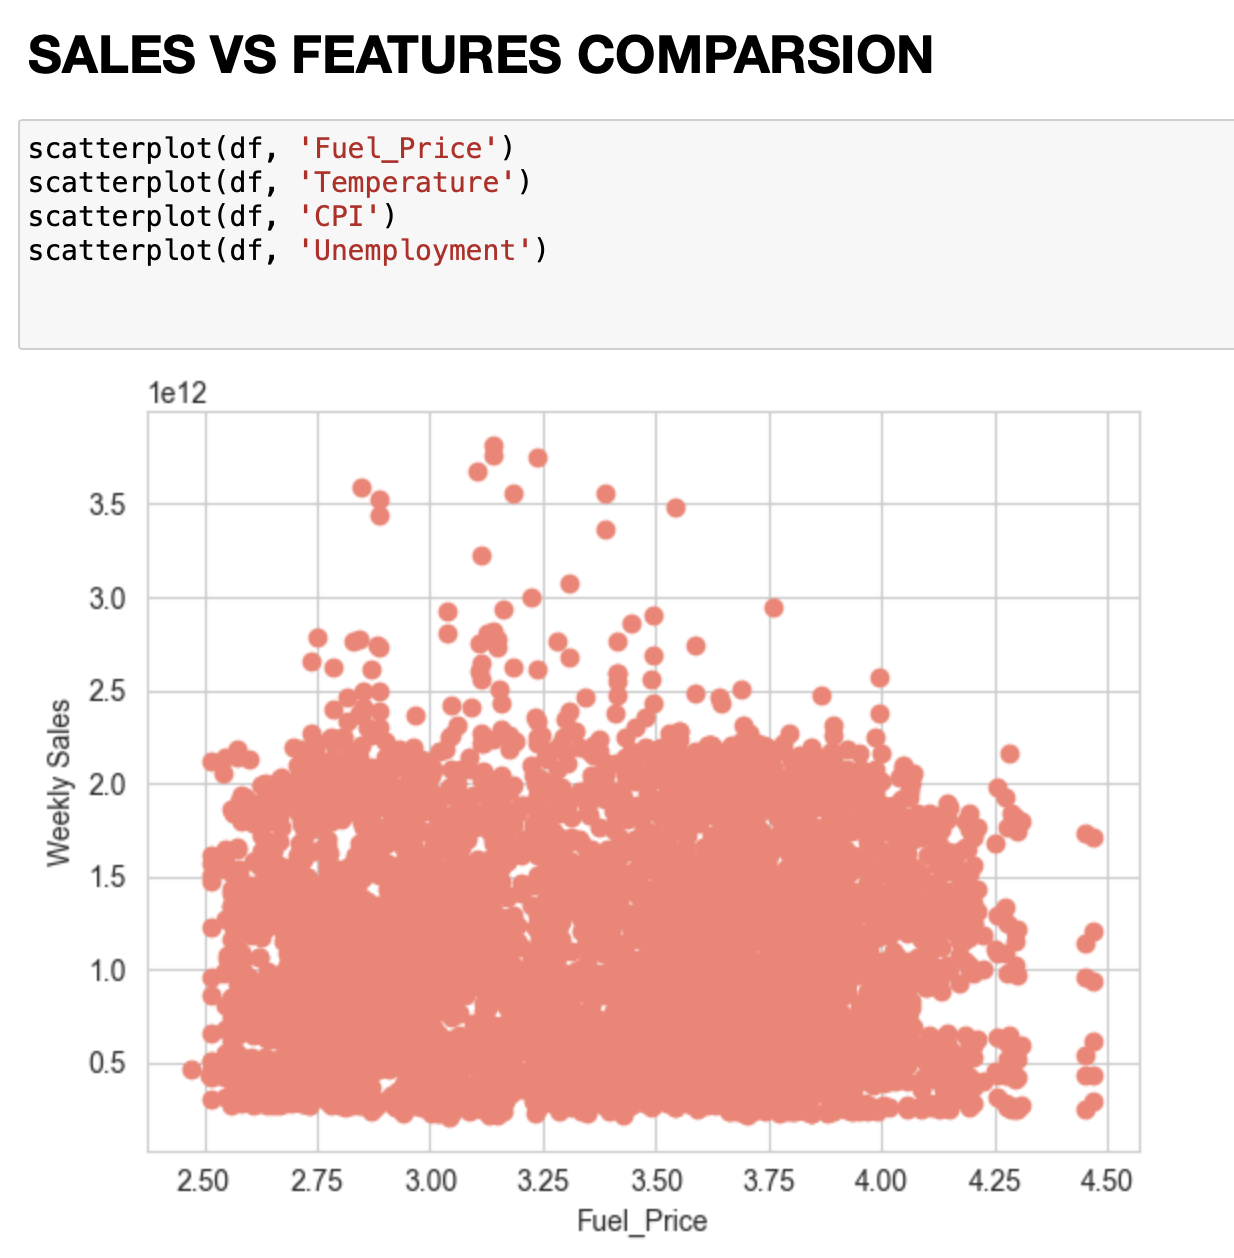 SALES VS FEATURES COMPARSION
scatterplot(df, 'Fuel_Price')
scatterplot(df, 'Temperature')
scatterplot(df, 'CPI')
scatterplot(df, 'Unemployment')
1e12
3.5
3.0
2.5
2.0
1.5
1.0
0.5
Weekly Sales
2.50 2.75 3.00 3.25 3.50 3.75 4.00 4.25 4.50
Fuel_Price